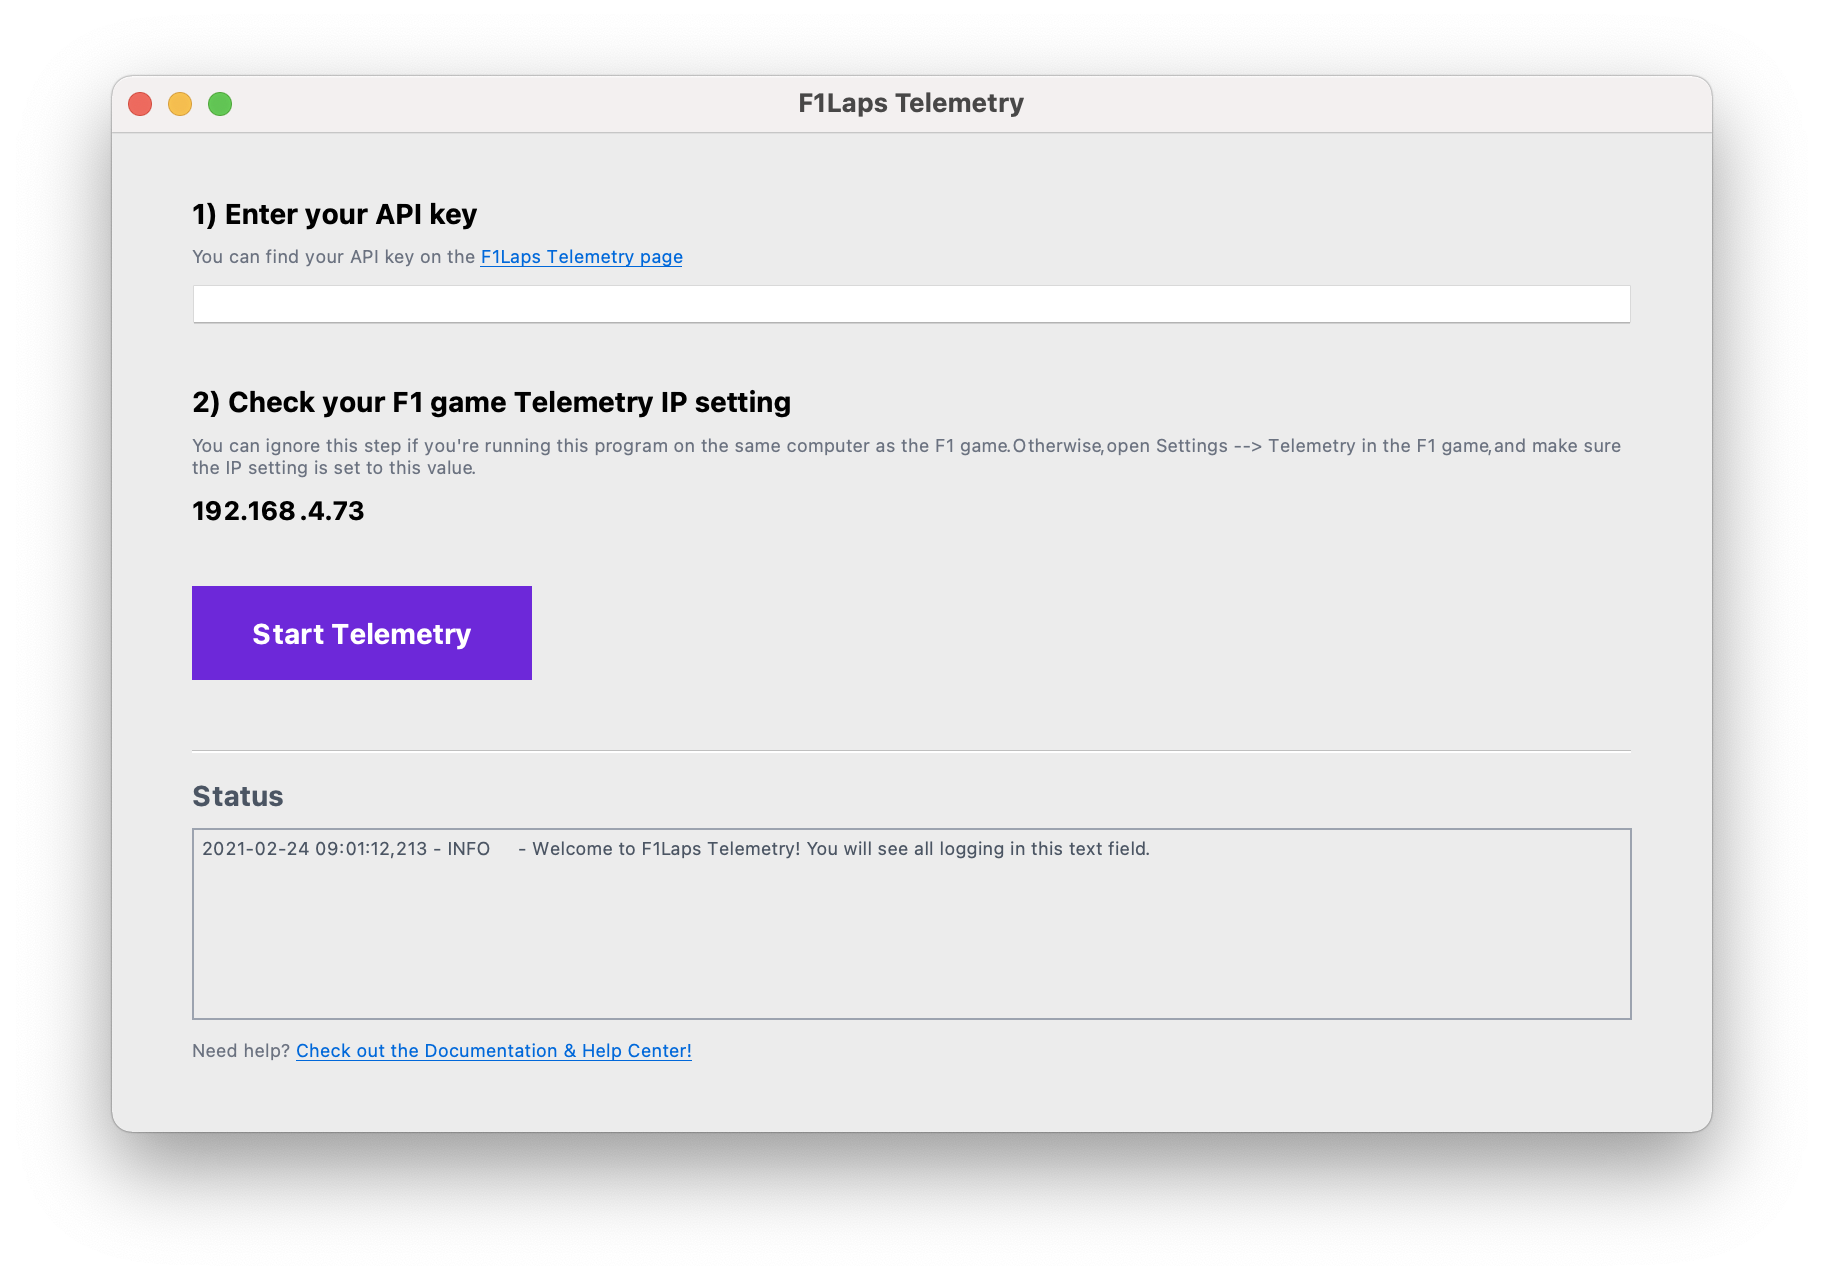 F1Laps Telemetry
1) Enter your API key
You can find your API key on the F1Laps Telemetry page
2) Check your F1 game Telemetry IP setting
You can ignore this step if you're running this program on the same computer as the F1 game.Otherwise,open Settings --> Telemetry in the F1 game,and make sure
the IP setting is set to this value.
192.168.4.73
Start Telemetry
Status
2021-02-24 09:01:12,213 - INFO - Welcome to F1Laps Telemetry! You will see all logging in this text field.
Need help? Check out the Documentation & Help Center!